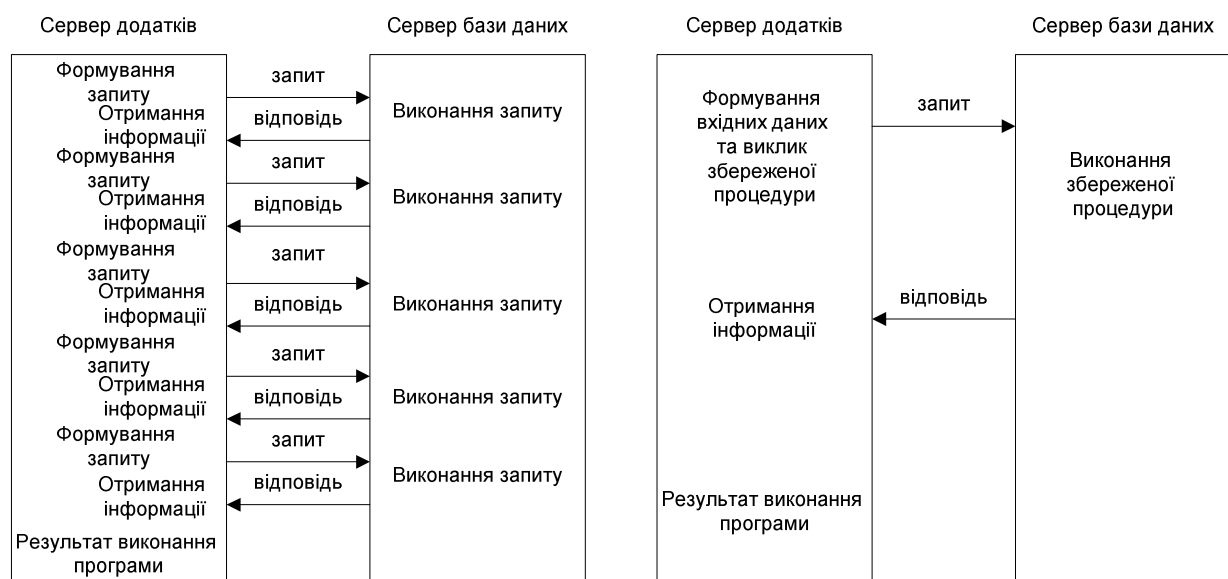 Сервер додатків
Сервер бази даних
Формування
запиту
запит
Виконання запиту
Отримання
інформації
відповідь
Формування
запиту
запит
Виконання запиту
Отримання
інформації
відповідь
Формування
запиту
запит
Виконання запиту
Отримання
інформації
відповідь
Формування
запиту
запит
Виконання запиту
Отримання
інформації
відповідь
Формування
запиту
запит
Виконання запиту
Отримання
інформації
відповідь
Результат виконання
програми
Сервер додатків
Сервер бази даних
Формування
вхідних даних
та виклик
збереженої
процедури
запит
Виконання
збереженої
процедури
відповідь
Отримання
інформації
Результат виконання
програми